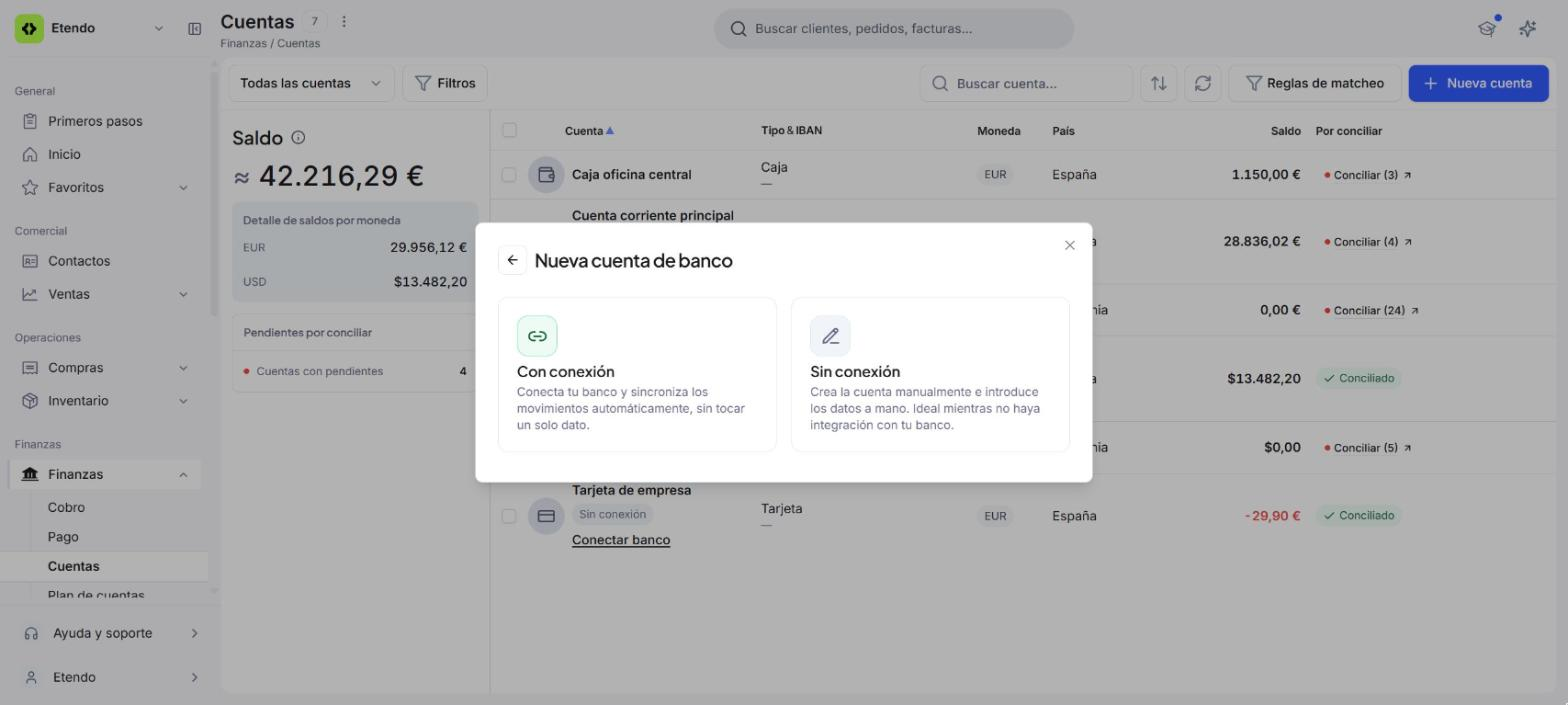 Etendo
Cuentas 7
Finanzas / Cuentas
Buscar clientes, pedidos, facturas...
General
Primeros pasos
Inicio
Favoritos
Comercial
Contactos
Ventas
Operaciones
Compras
Inventario
Finanzas
Finanzas
Cobro
Pago
Cuentas
Plan de cuentas
Ayuda y soporte
Etendo
Todas las cuentas
Filtros
Buscar cuenta...
Reglas de matcheo
+ Nueva cuenta
Saldo
≈ 42.216,29 €
Detalle de saldos por moneda
EUR 29.956,12 €
USD $13.482,20
Pendientes por conciliar
Cuentas con pendientes 4
Cuenta Tipo & IBAN Moneda País Saldo Por conciliar
Caja oficina central Caja — EUR España 1.150,00 € Conciliar (3)
Cuenta corriente principal
28.836,02 € Conciliar (4)
0,00 € Conciliar (24)
$13.482,20 Conciliado
$0,00 Conciliar (5)
Tarjeta de empresa
Sin conexión
Conectar banco
Tarjeta
—
EUR España -29,90 € Conciliado
Nueva cuenta de banco
Con conexión
Conecta tu banco y sincroniza los
movimientos automáticamente, sin tocar
un solo dato.
Sin conexión
Crea la cuenta manualmente e introduce
los datos a mano. Ideal mientras no haya
integración con tu banco.